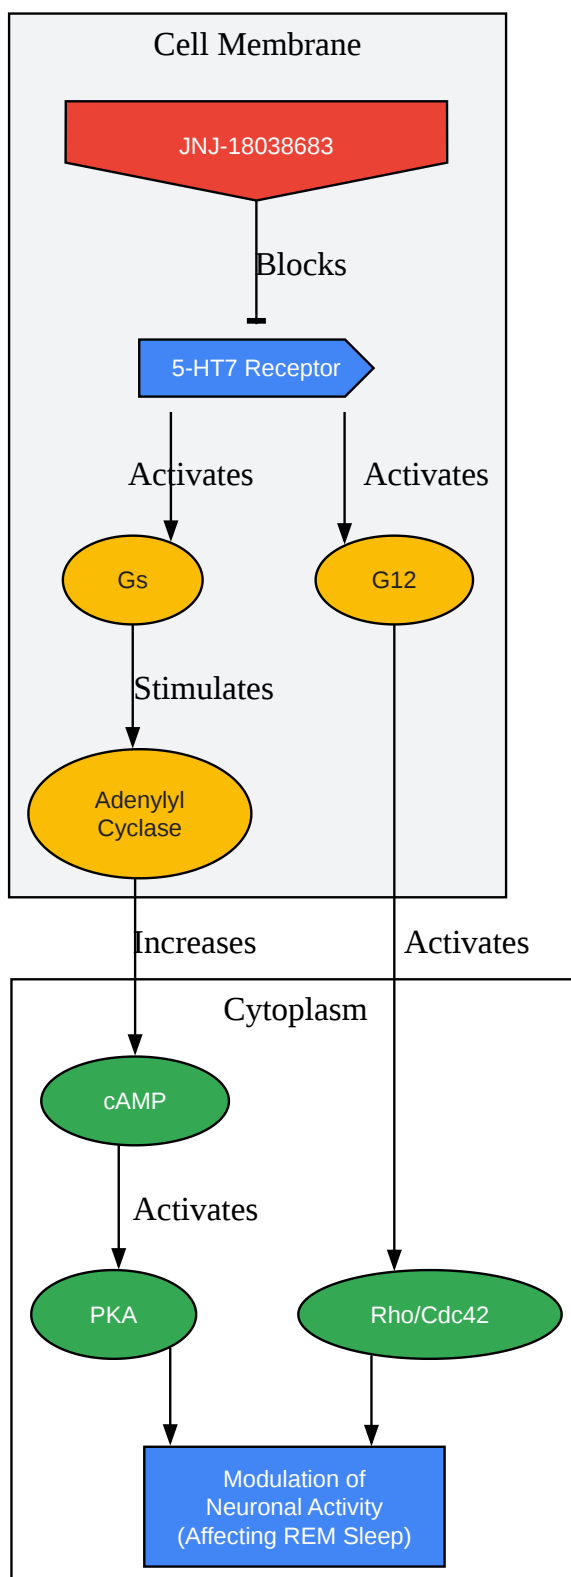 Cell Membrane
JNJ-18038683
Blocks
5-HT7 Receptor
Activates
Activates
Gs
G12
Stimulates
Adenylyl
Cyclase
Increases
Activates
Cytoplasm
cAMP
Activates
PKA
Rho/Cdc42
Modulation of
Neuronal Activity
(Affecting REM Sleep)